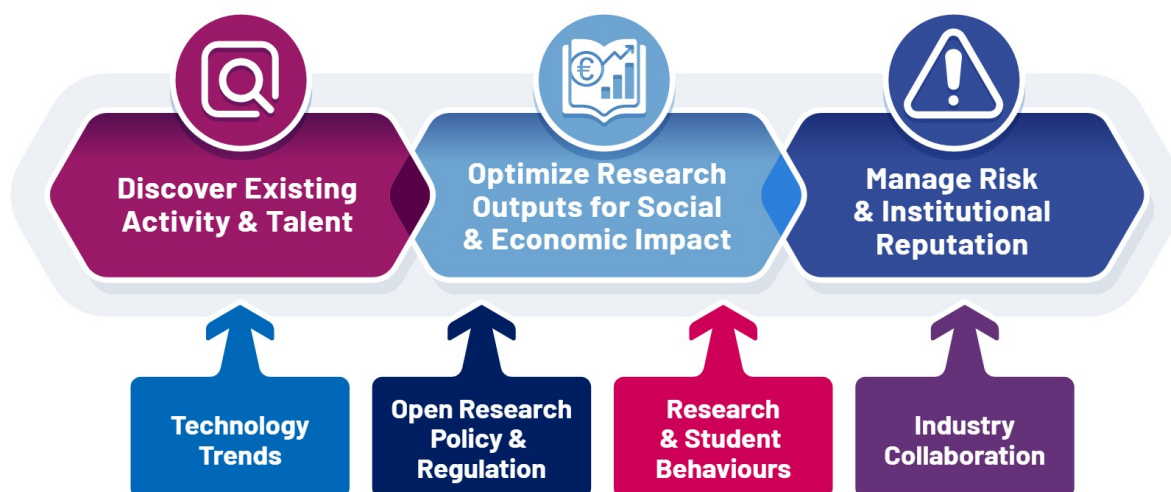 €
Discover Existing
Activity & Talent
Optimize Research
Outputs for Social
& Economic Impact
Manage Risk
& Institutional
Reputation
Technology
Trends
Open Research
Policy &
Regulation
Research
& Student
Behaviours
Industry
Collaboration